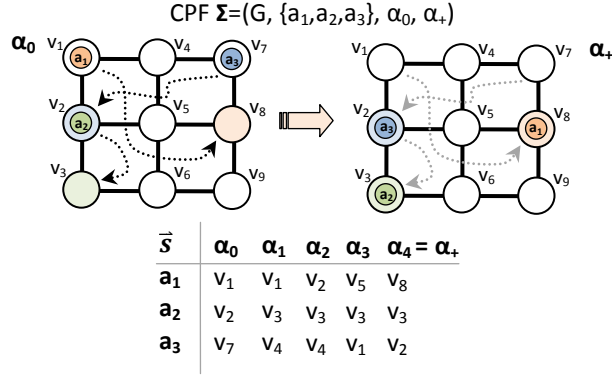 CPF Σ=(G, {a₁,a₂,a₃}, α₀, α₊)
α₀ v₁ v₄ v₇
a₁ a₃
v₂ v₅ v₈
a₂
v₃ v₆ v₉
v₁ v₄ v₇ α₊
v₂ v₅ v₈
a₃ a₁
v₃ v₆ v₉
a₂
s⃗ α₀ α₁ α₂ α₃ α₄ = α₊
a₁ v₁ v₁ v₂ v₅ v₈
a₂ v₂ v₃ v₃ v₃ v₃
a₃ v₇ v₄ v₄ v₁ v₂